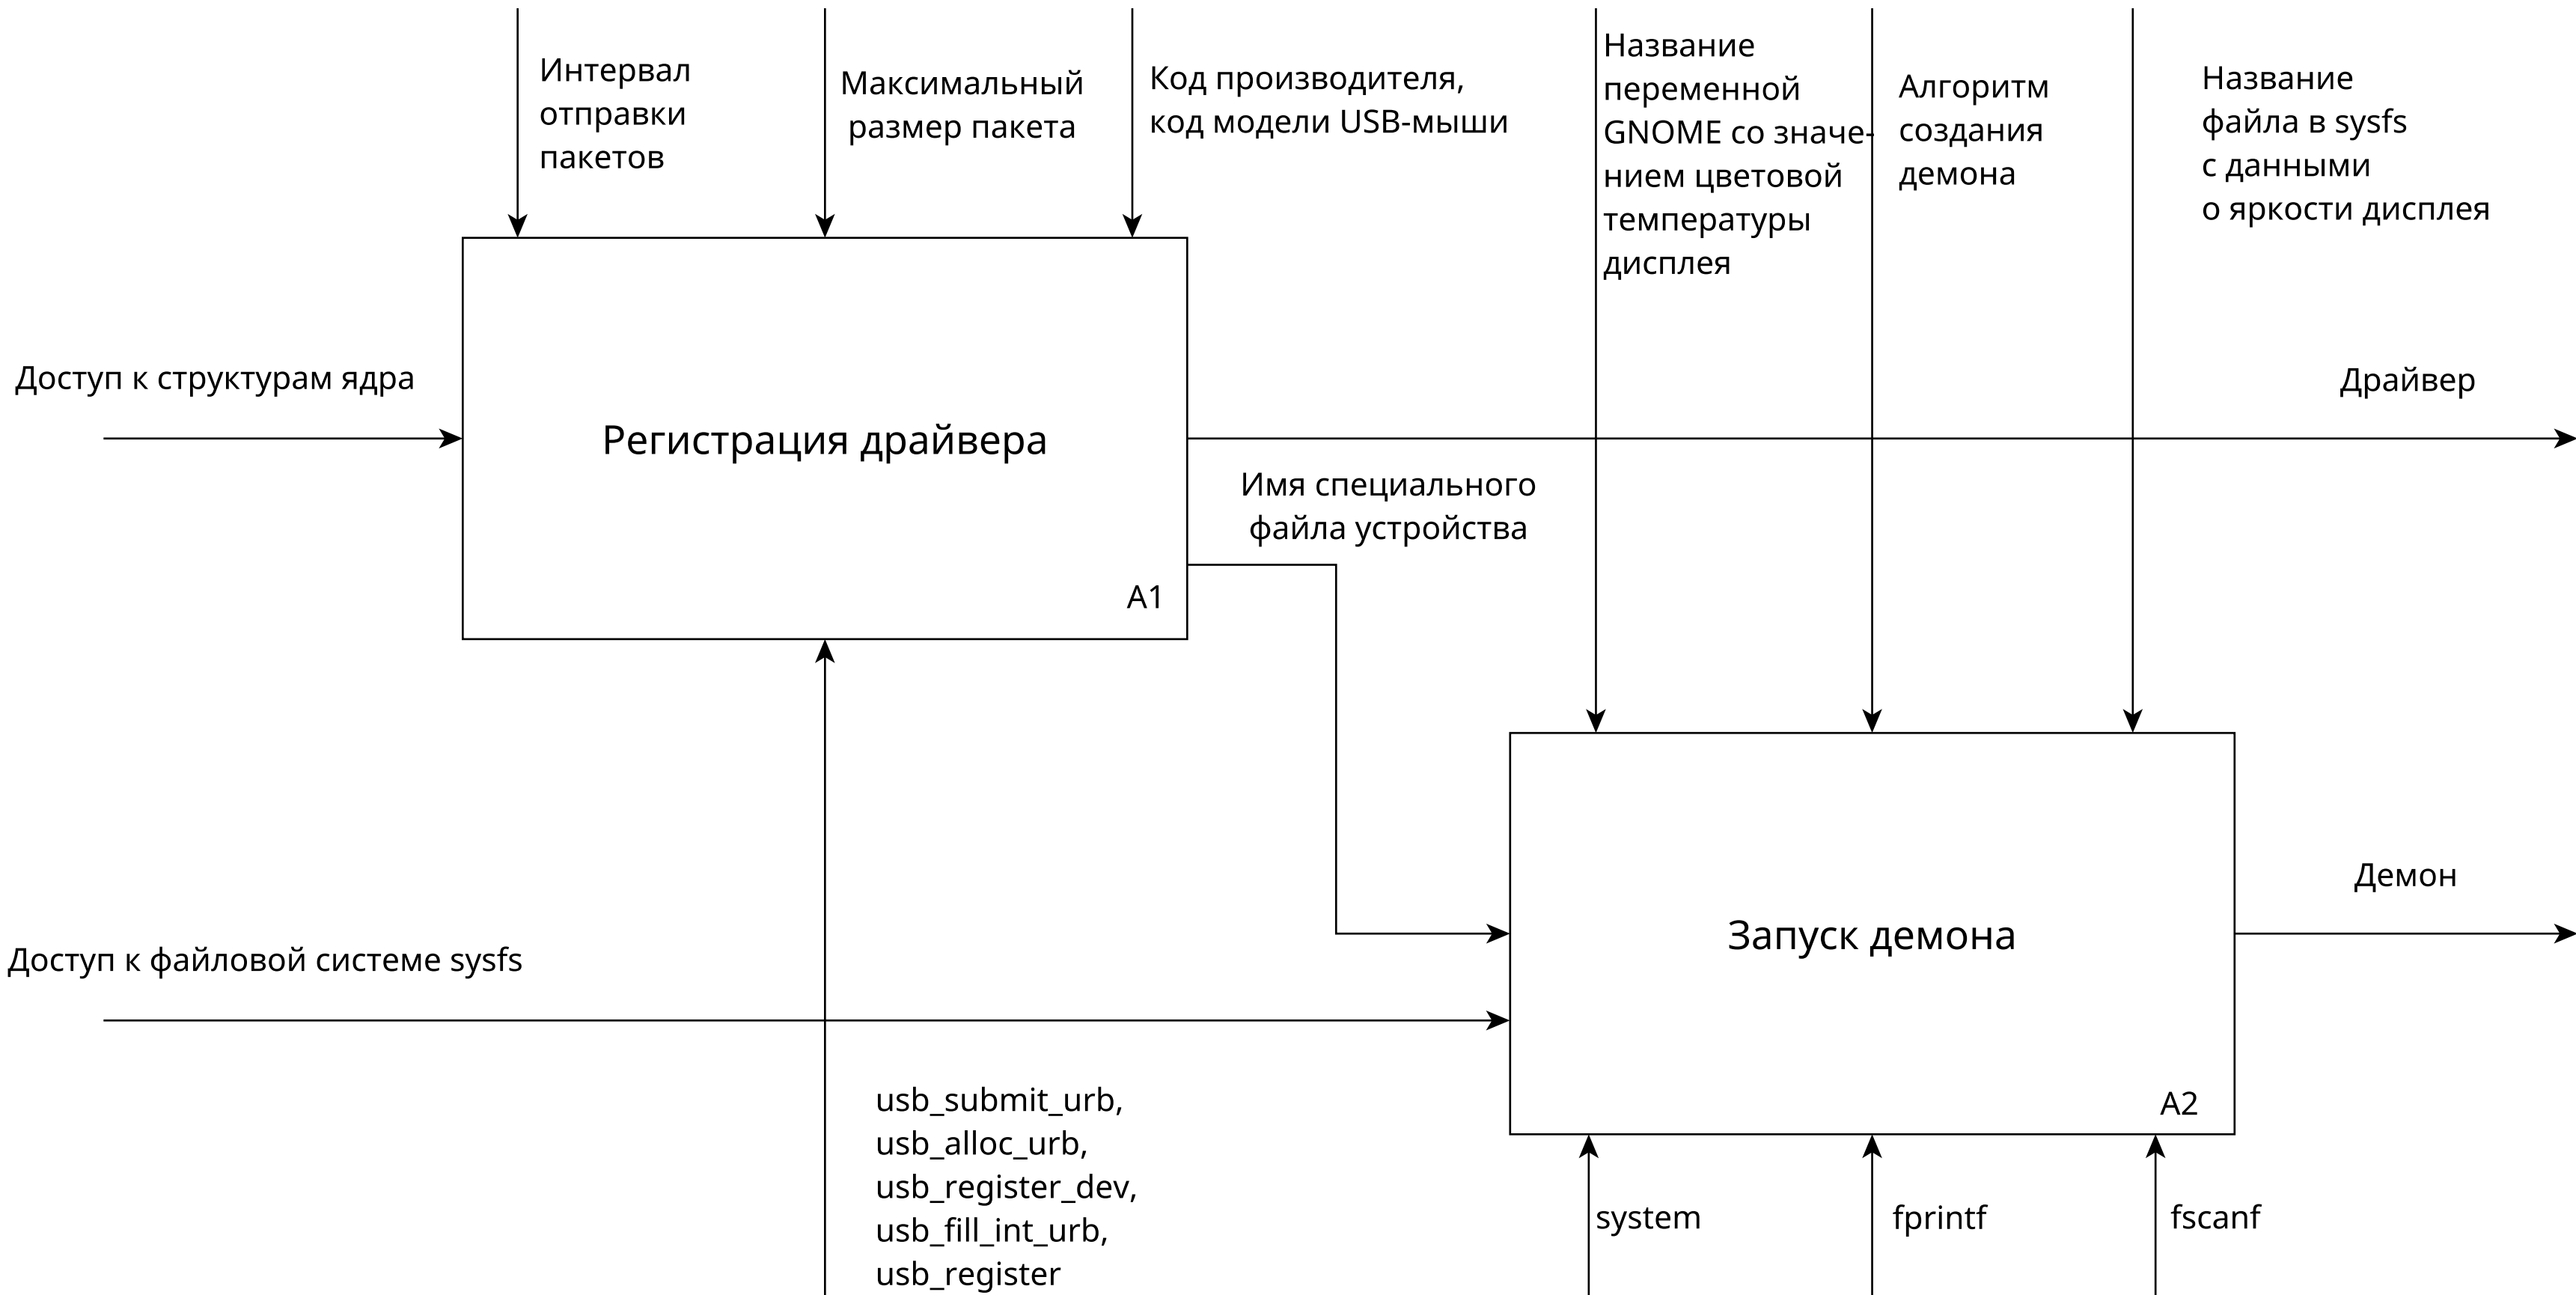 Интервал
отправки
пакетов
Максимальный
размер пакета
Код производителя,
код модели USB-мыши
Название
переменной
GNOME со значе-
нием цветовой
температуры
дисплея
Алгоритм
создания
демона
Название
файла в sysfs
с данными
о яркости дисплея
Доступ к структурам ядра
Регистрация драйвера
A1
Драйвер
Имя специального
файла устройства
Доступ к файловой системе sysfs
Запуск демона
A2
Демон
usb_submit_urb,
usb_alloc_urb,
usb_register_dev,
usb_fill_int_urb,
usb_register
system
fprintf
fscanf